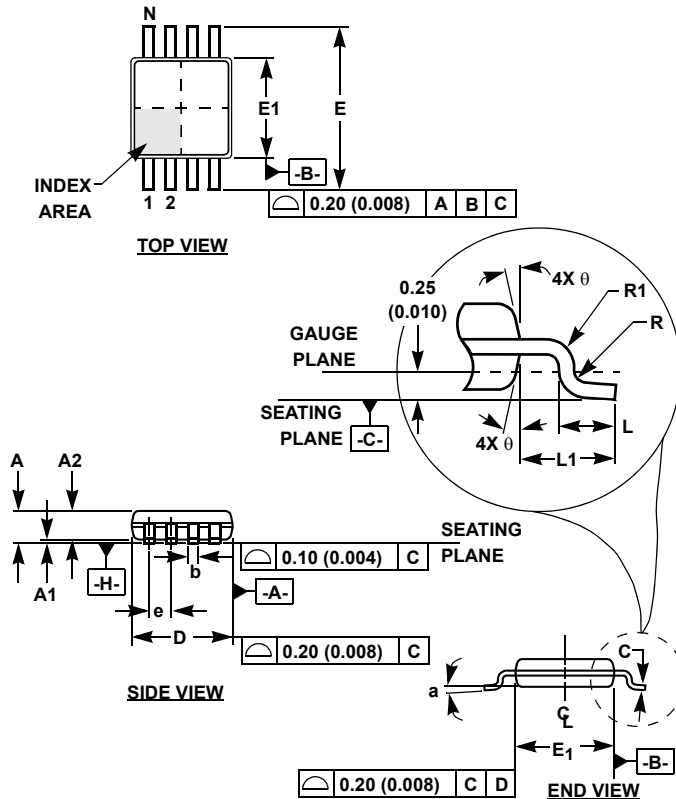 N
E1
E
-B-
INDEX
AREA
1 2
0.20 (0.008) A B C
TOP VIEW
0.25
(0.010)
4X θ
R1
R
GAUGE
PLANE
SEATING
PLANE
-C-
4X θ
L
L1
A A2
SEATING
PLANE
0.10 (0.004) C
A1
-H-
b
-A-
e
D
0.20 (0.008) C
SIDE VIEW
C
a
CL
E1
-B-
0.20 (0.008) C D
END VIEW